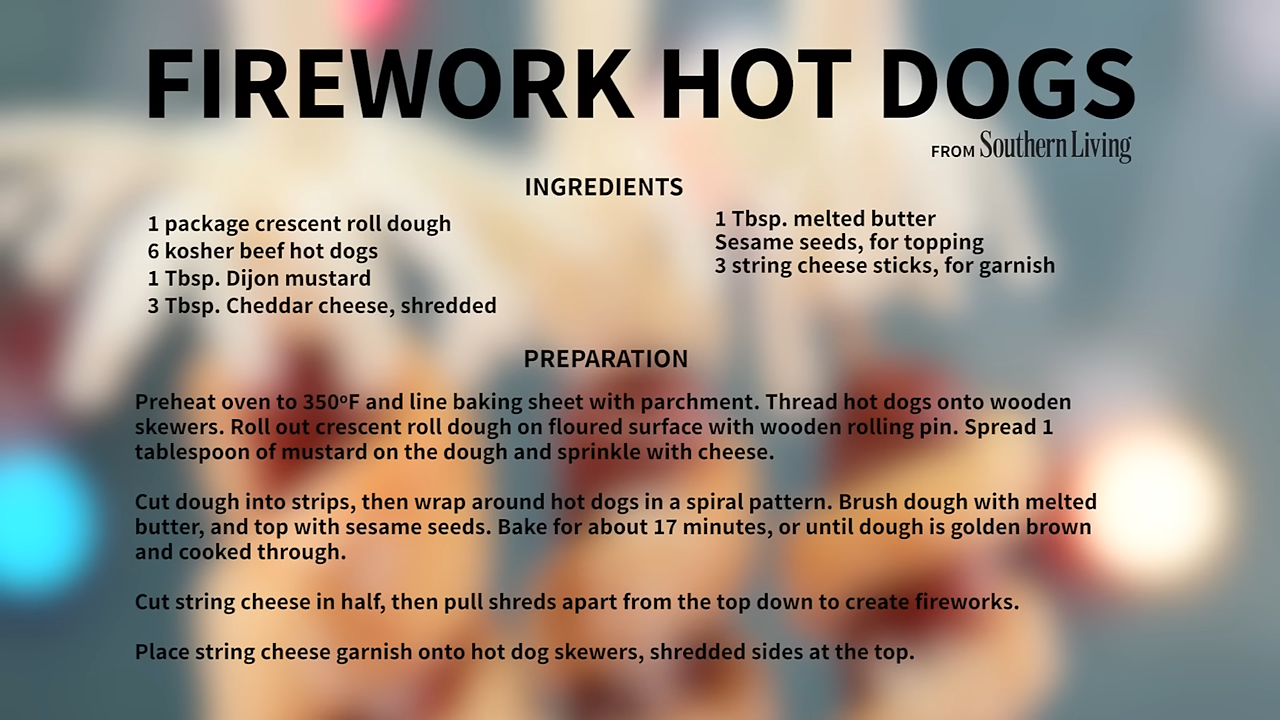 FIREWORK HOT DOGS
FROM Southern Living
INGREDIENTS
1 package crescent roll dough
6 kosher beef hot dogs
1 Tbsp. Dijon mustard
3 Tbsp. Cheddar cheese, shredded
1 Tbsp. melted butter
Sesame seeds, for topping
3 string cheese sticks, for garnish
PREPARATION
Preheat oven to 350ºF and line baking sheet with parchment. Thread hot dogs onto wooden
skewers. Roll out crescent roll dough on floured surface with wooden rolling pin. Spread 1
tablespoon of mustard on the dough and sprinkle with cheese.
Cut dough into strips, then wrap around hot dogs in a spiral pattern. Brush dough with melted
butter, and top with sesame seeds. Bake for about 17 minutes, or until dough is golden brown
and cooked through.
Cut string cheese in half, then pull shreds apart from the top down to create fireworks.
Place string cheese garnish onto hot dog skewers, shredded sides at the top.